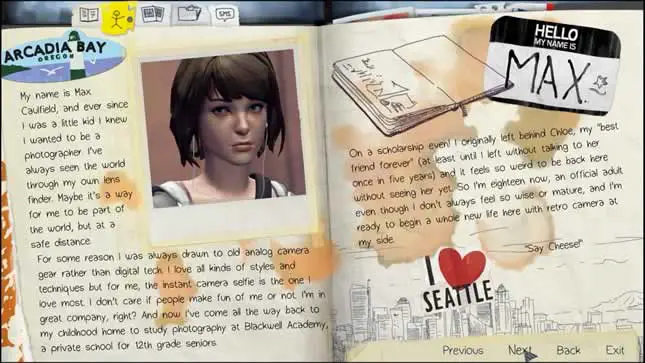 SMS
ARCADIA BAY
OREGON
My name is Max
Caulfield, and ever since
I was a little kid I knew
I wanted to be a
photographer. I've
always seen the world
through my own lens
finder. Maybe it's a way
for me to be part of
the world, but at a
safe distance.
For some reason I was always drawn to old analog camera
gear rather than digital tech. I love all kinds of styles and
techniques but for me, the instant camera selfie is the one I
love most. I don't care if people make fun of me or not I'm in
great company, right? And now I've come all the way back to
my childhood home to study photography at Blackwell Academy,
a private school for 12th grade seniors.
HELLO
MY NAME IS
MAX.
On a scholarship even! I originally left behind Chloe, my "best
friend forever" (at least until I left without talking to her
once in five years) and it feels so weird to be back here
without seeing her yet. So I'm eighteen now, an official adult
even though I don't always feel so wise or mature, and I'm
ready to begin a whole new life here with retro camera at
my side.
"Say Cheese!"
I
SEATTLE
Previous Next Back Exit